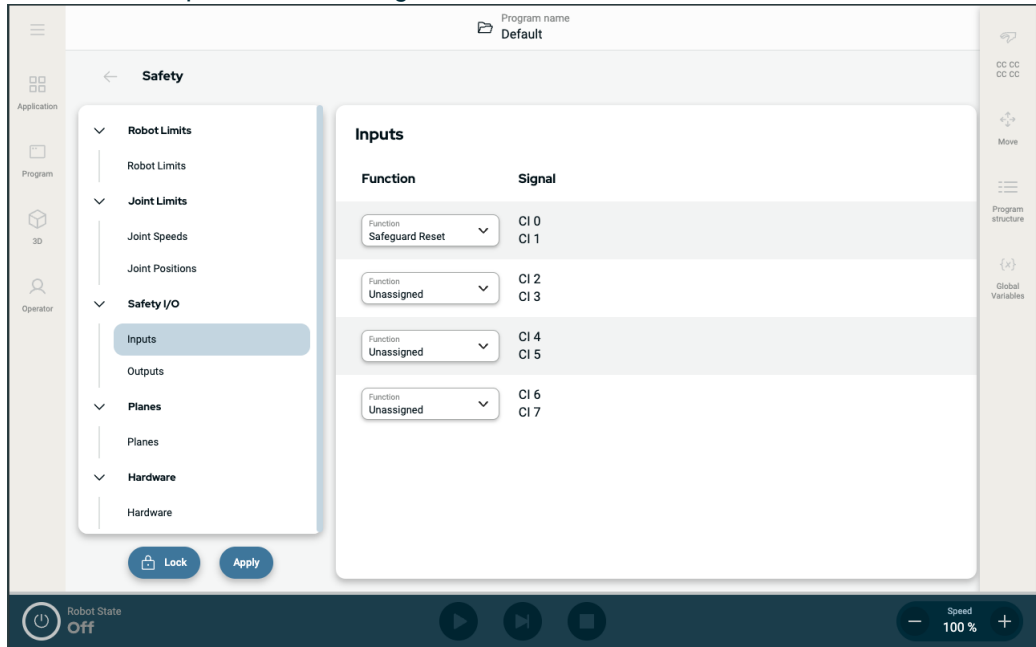 Program name
Default
Application
Program
3D
Operator
Safety
Robot Limits
Robot Limits
Joint Limits
Joint Speeds
Joint Positions
Safety I/O
Inputs
Outputs
Planes
Planes
Hardware
Hardware
Lock
Apply
Inputs
Function Signal
Function
Safeguard Reset
CI 0
CI 1
Function
Unassigned
CI 2
CI 3
Function
Unassigned
CI 4
CI 5
Function
Unassigned
CI 6
CI 7
CC CC
CC CC
Move
Program
structure
{x}
Global
Variables
Robot State
Off
Speed
100 %